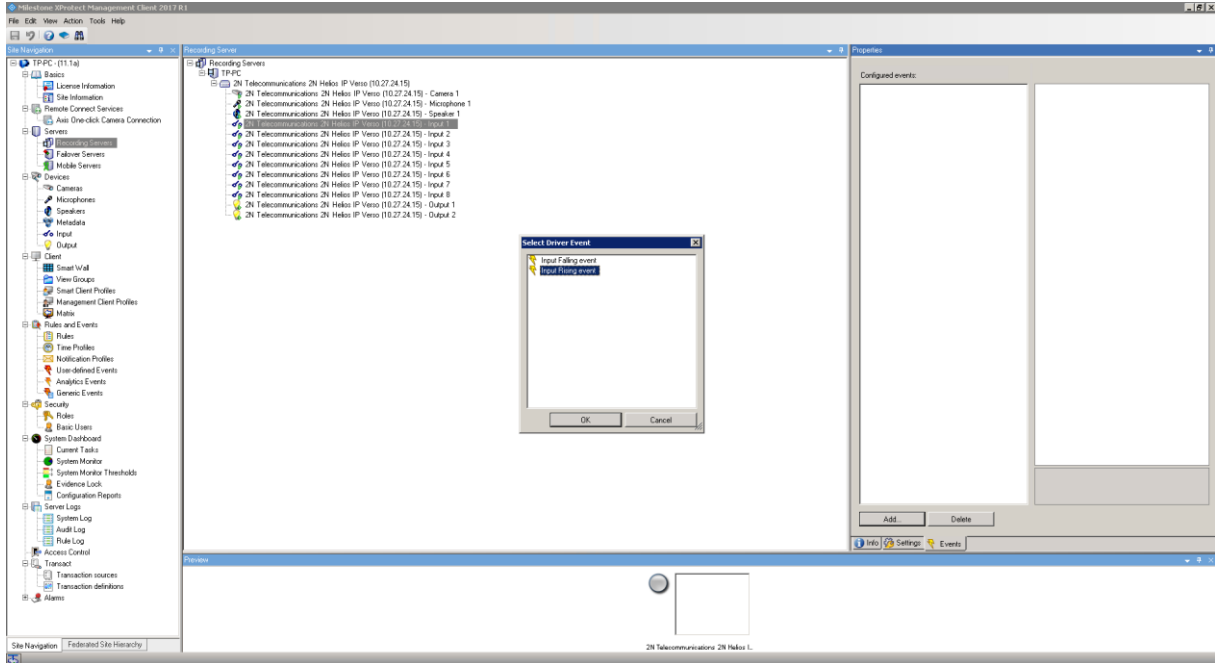 Milestone XProtect Management Client 2017 R1
File Edit View Action Tools Help
Site Navigation
TP-PC - (11.1a)
Basics
License Information
Site Information
Remote Connect Services
Axis One-click Camera Connection
Servers
Recording Servers
Failover Servers
Mobile Servers
Devices
Cameras
Microphones
Speakers
Metadata
Input
Output
Client
Smart Wall
View Groups
Smart Client Profiles
Management Client Profiles
Matrix
Rules and Events
Rules
Time Profiles
Notification Profiles
User-defined Events
Analytics Events
Generic Events
Security
Roles
Basic Users
System Dashboard
Current Tasks
System Monitor
System Monitor Thresholds
Evidence Lock
Configuration Reports
Server Logs
System Log
Audit Log
Rule Log
Access Control
Transact
Transaction sources
Transaction definitions
Alarms
Site Navigation Federated Site Hierarchy
Recording Server
Recording Servers
TP-PC
2N Telecommunications 2N Helios IP Verso (10.27.24.15)
2N Telecommunications 2N Helios IP Verso (10.27.24.15) - Camera 1
2N Telecommunications 2N Helios IP Verso (10.27.24.15) - Microphone 1
2N Telecommunications 2N Helios IP Verso (10.27.24.15) - Speaker 1
2N Telecommunications 2N Helios IP Verso (10.27.24.15) - Input 1
2N Telecommunications 2N Helios IP Verso (10.27.24.15) - Input 2
2N Telecommunications 2N Helios IP Verso (10.27.24.15) - Input 3
2N Telecommunications 2N Helios IP Verso (10.27.24.15) - Input 4
2N Telecommunications 2N Helios IP Verso (10.27.24.15) - Input 5
2N Telecommunications 2N Helios IP Verso (10.27.24.15) - Input 6
2N Telecommunications 2N Helios IP Verso (10.27.24.15) - Input 7
2N Telecommunications 2N Helios IP Verso (10.27.24.15) - Input 8
2N Telecommunications 2N Helios IP Verso (10.27.24.15) - Output 1
2N Telecommunications 2N Helios IP Verso (10.27.24.15) - Output 2
Select Driver Event
Input Falling event
Input Rising event
OK Cancel
Properties
Configured events:
Add... Delete
Info Settings Events
Preview
2N Telecommunications 2N Helios I...